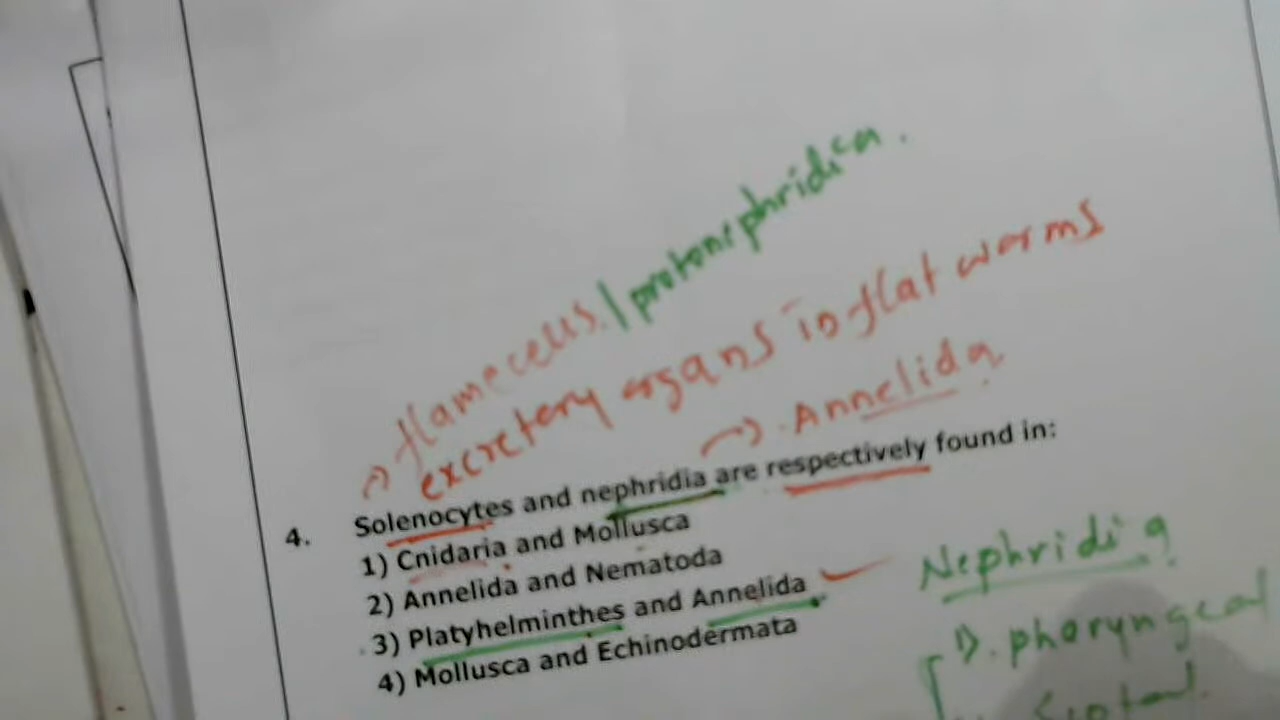 flame cells / protonephridia.
excretery organs in flat worms
Annelida
4. Solenocytes and nephridia are respectively found in:
1) Cnidaria and Mollusca
2) Annelida and Nematoda
3) Platyhelminthes and Annelida
4) Mollusca and Echinodermata
Nephridia
1). pharyngeal